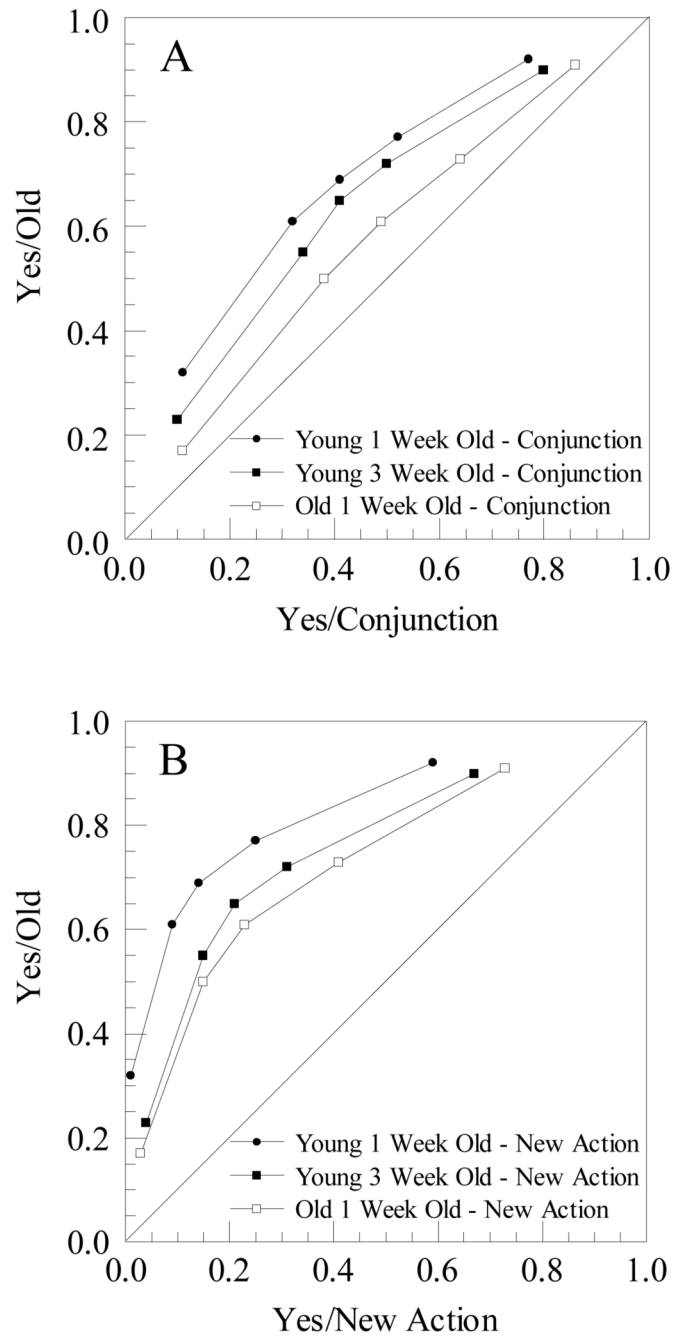 A
1.0
0.8
0.6
0.4
0.2
0.0
Yes/Old
Young 1 Week Old - Conjunction
Young 3 Week Old - Conjunction
Old 1 Week Old - Conjunction
0.0 0.2 0.4 0.6 0.8 1.0
Yes/Conjunction
B
1.0
0.8
0.6
0.4
0.2
0.0
Yes/Old
Young 1 Week Old - New Action
Young 3 Week Old - New Action
Old 1 Week Old - New Action
0.0 0.2 0.4 0.6 0.8 1.0
Yes/New Action